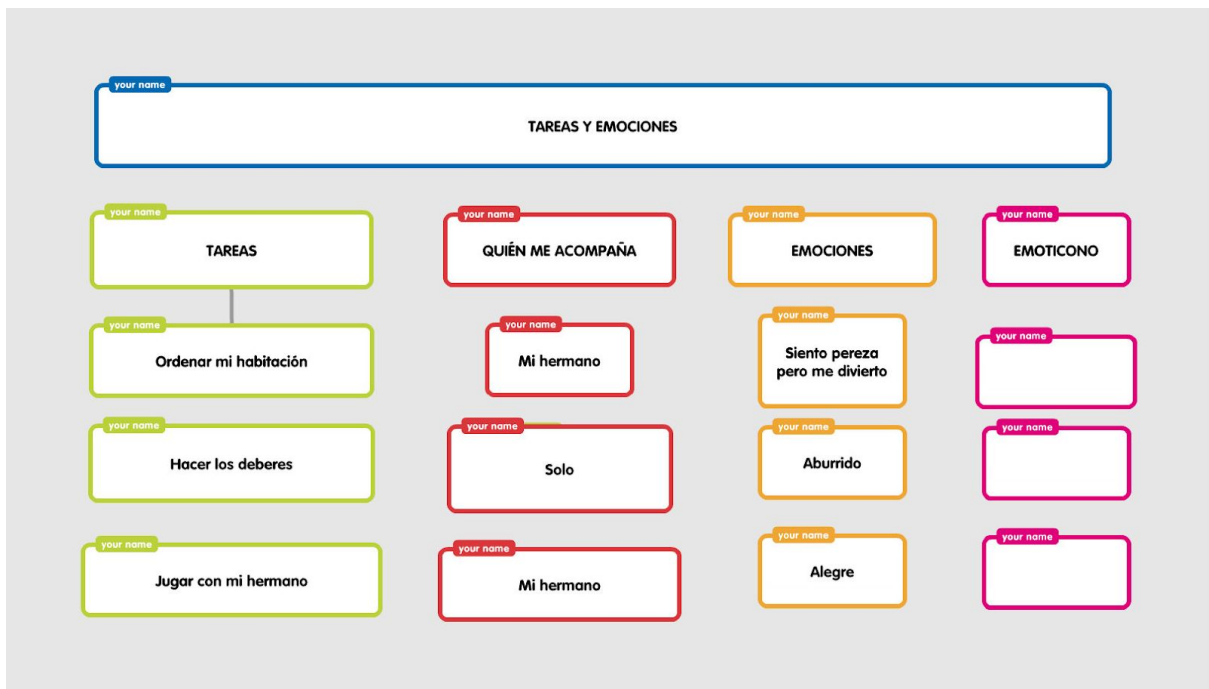 your name
TAREAS Y EMOCIONES
your name
TAREAS
your name
QUIÉN ME ACOMPAÑA
your name
EMOCIONES
your name
EMOTICONO
your name
Ordenar mi habitación
your name
Mi hermano
your name
Siento pereza
pero me divierto
your name
your name
Hacer los deberes
your name
Solo
your name
Aburrido
your name
your name
Jugar con mi hermano
your name
Mi hermano
your name
Alegre
your name